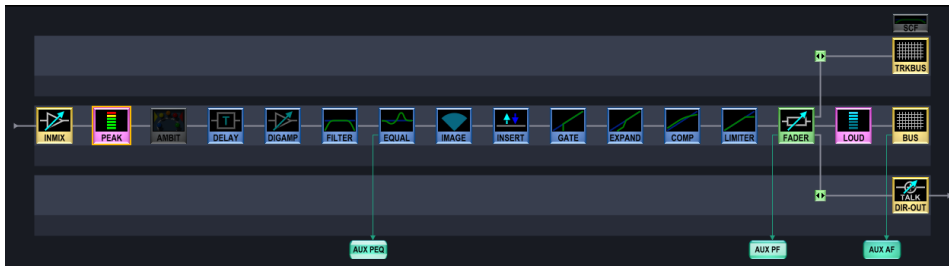 SCF
TRKBUS
INMIX
PEAK
AMBIT
T
DELAY
DIGAMP
FILTER
EQUAL
IMAGE
INSERT
GATE
EXPAND
COMP
LIMITER
FADER
LOUD
BUS
TALK
DIR-OUT
AUX PEQ
AUX PF
AUX AF